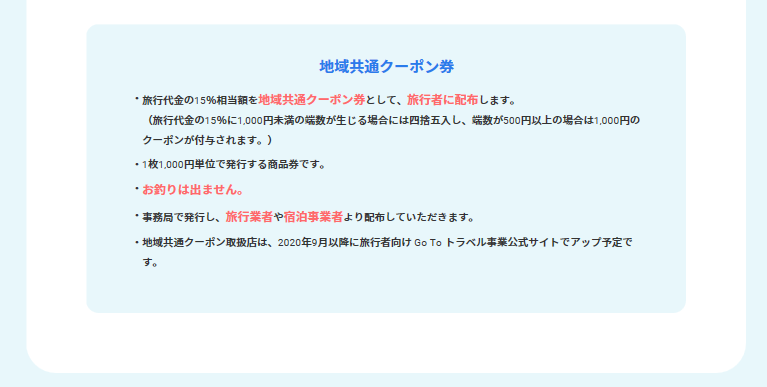 地域共通クーポン券
・旅行代金の15%相当額を地域共通クーポン券として、旅行者に配布します。
（旅行代金の15%に1,000円未満の端数が生じる場合には四捨五入し、端数が500円以上の場合は1,000円の
クーポンが付与されます。）
・1枚1,000円単位で発行する商品券です。
・お釣りは出ません。
・事務局で発行し、旅行業者や宿泊事業者より配布していただきます。
・地域共通クーポン取扱店は、2020年9月以降に旅行者向け Go To トラベル事業公式サイトでアップ予定で
す。